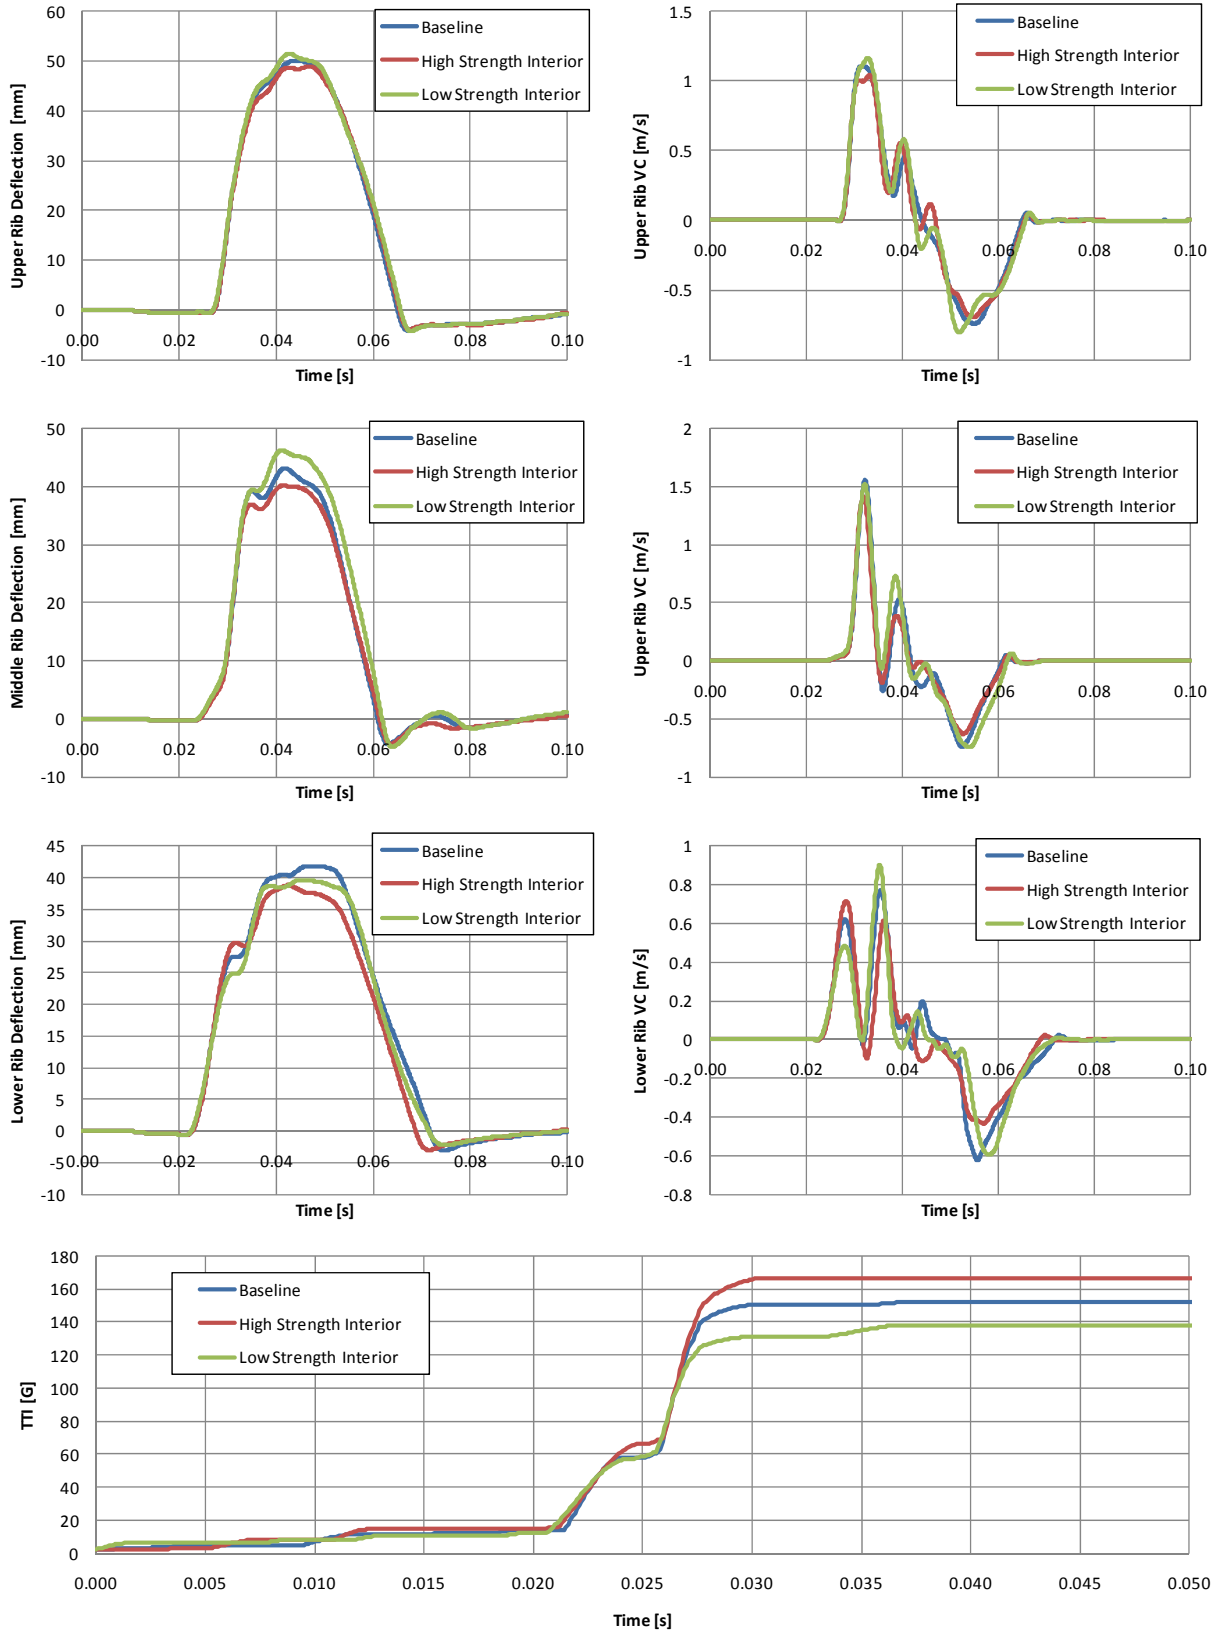 Upper Rib Deflection [mm]
60
50
40
30
20
10
0
-10
0.00 0.02 0.04 0.06 0.08 0.10
Time [s]
Baseline
High Strength Interior
Low Strength Interior
Upper Rib VC [m/s]
1.5
1
0.5
0
-0.5
-1
0.00 0.02 0.04 0.06 0.08 0.10
Time [s]
Baseline
High Strength Interior
Low Strength Interior
Middle Rib Deflection [mm]
50
40
30
20
10
0
-10
0.00 0.02 0.04 0.06 0.08 0.10
Time [s]
Baseline
High Strength Interior
Low Strength Interior
Upper Rib VC [m/s]
2
1.5
1
0.5
0
-0.5
-1
0.00 0.02 0.04 0.06 0.08 0.10
Time [s]
Baseline
High Strength Interior
Low Strength Interior
Lower Rib Deflection [mm]
45
40
35
30
25
20
15
10
5
0
-5
-10
0.00 0.02 0.04 0.06 0.08 0.10
Time [s]
Baseline
High Strength Interior
Low Strength Interior
Lower Rib VC [m/s]
1
0.8
0.6
0.4
0.2
0
-0.2
-0.4
-0.6
-0.8
0.00 0.02 0.04 0.06 0.08 0.10
Time [s]
Baseline
High Strength Interior
Low Strength Interior
TTI [G]
180
160
140
120
100
80
60
40
20
0
0.000 0.005 0.010 0.015 0.020 0.025 0.030 0.035 0.040 0.045 0.050
Time [s]
Baseline
High Strength Interior
Low Strength Interior